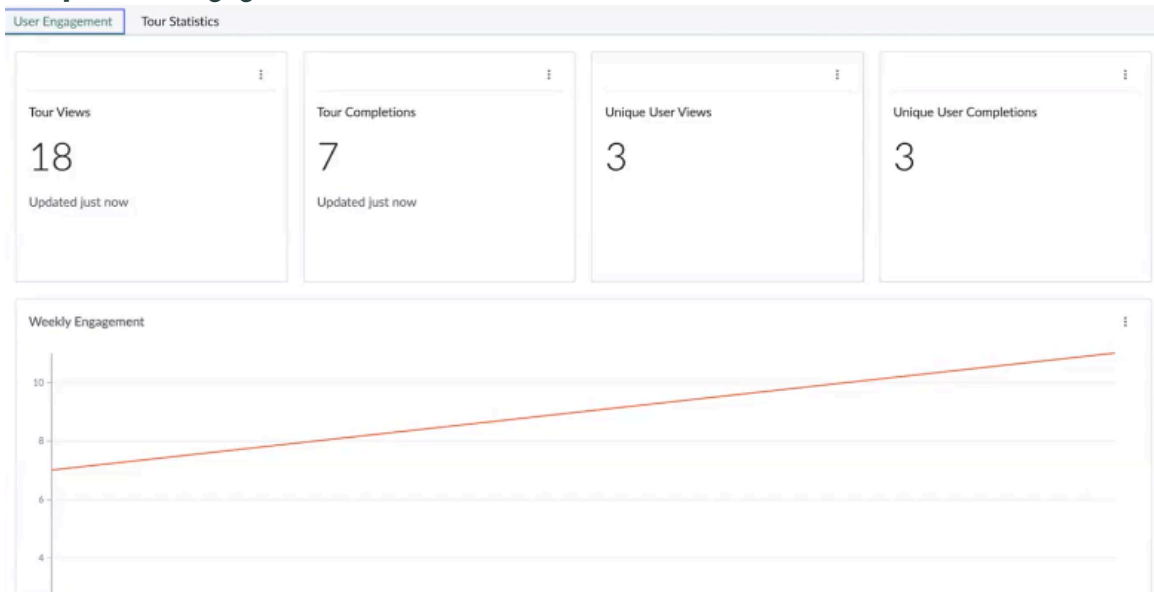 User Engagement Tour Statistics
Tour Views
18
Updated just now
Tour Completions
7
Updated just now
Unique User Views
3
Unique User Completions
3
Weekly Engagement
10
8
6
4